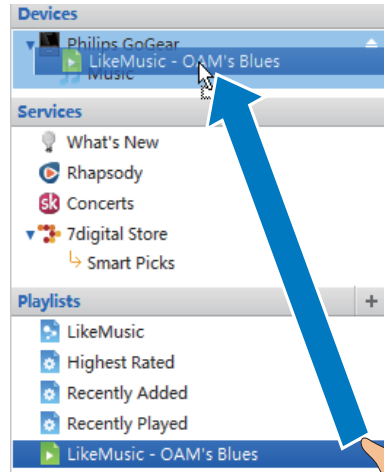 Devices
Philips GoGear
LikeMusic - OAM's Blues
Music
Services
What's New
Rhapsody
sk Concerts
7digital Store
Smart Picks
Playlists +
LikeMusic
Highest Rated
Recently Added
Recently Played
LikeMusic - OAM's Blues